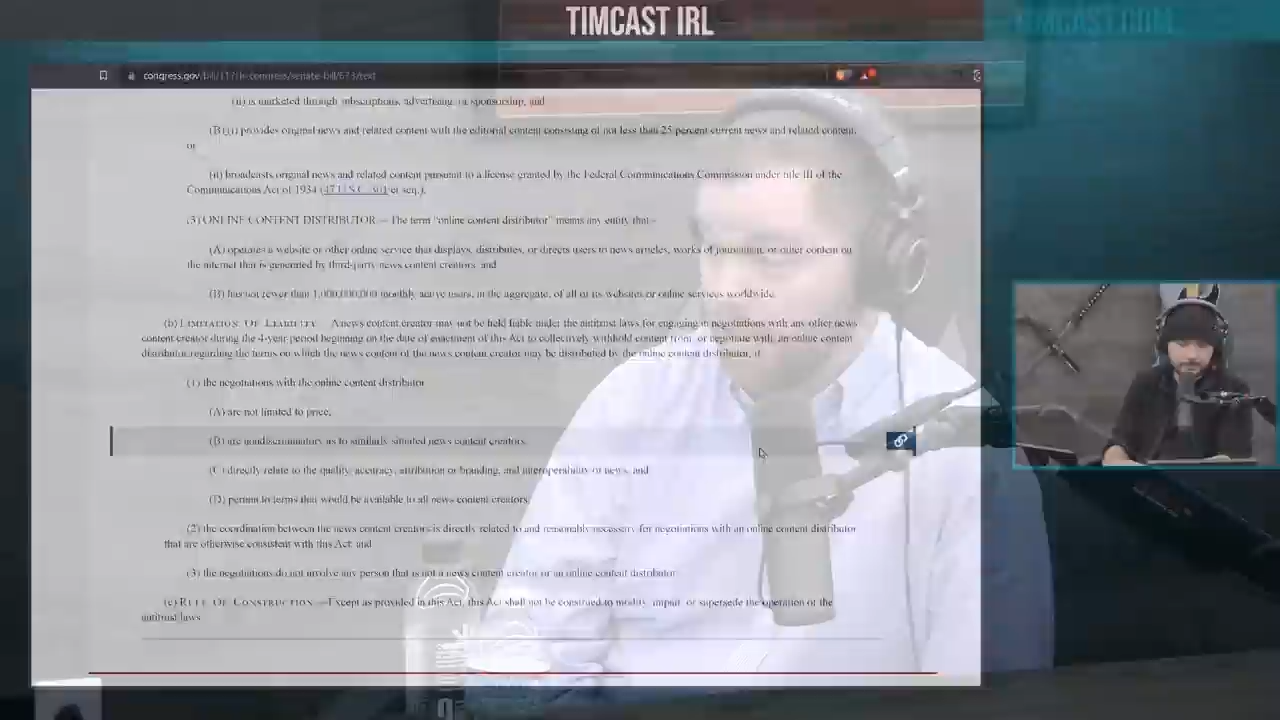 TIMCAST IRL
TIMCAST.COM
congress.gov/bill/117th-congress/senate-bill/673/text
(ii) is marketed through subscriptions, advertising, or sponsorship; and
(B)(i) provides original news and related content with the editorial content consisting of not less than 25 percent current news and related content;
or
(ii) broadcasts original news and related content pursuant to a license granted by the Federal Communications Commission under title III of the
Communications Act of 1934 (47 U.S.C. 301 et seq.).
(3) ONLINE CONTENT DISTRIBUTOR.—The term “online content distributor” means any entity that—
(A) operates a website or other online service that displays, distributes, or directs users to news articles, works of journalism, or other content on
the internet that is generated by third-party news content creators; and
(B) has not fewer than 1,000,000,000 monthly active users, in the aggregate, of all of its websites or online services worldwide.
(b) LIMITATION OF LIABILITY.—A news content creator may not be held liable under the antitrust laws for engaging in negotiations with any other news
content creator during the 4-year period beginning on the date of enactment of this Act to collectively withhold content from, or negotiate with, an online content
distributor regarding the terms on which the news content of the news content creator may be distributed by the online content distributor, if—
(1) the negotiations with the online content distributor—
(A) are not limited to price;
(B) are nondiscriminatory as to similarly situated news content creators;
(C) directly relate to the quality, accuracy, attribution or branding, and interoperability of news; and
(D) pertain to terms that would be available to all news content creators;
(2) the coordination between the news content creators is directly related to and reasonably necessary for negotiations with an online content distributor
that are otherwise consistent with this Act; and
(3) the negotiations do not involve any person that is not a news content creator or an online content distributor.
(c) RULE OF CONSTRUCTION.—Except as provided in this Act, this Act shall not be construed to modify, impair, or supersede the operation of the
antitrust laws.